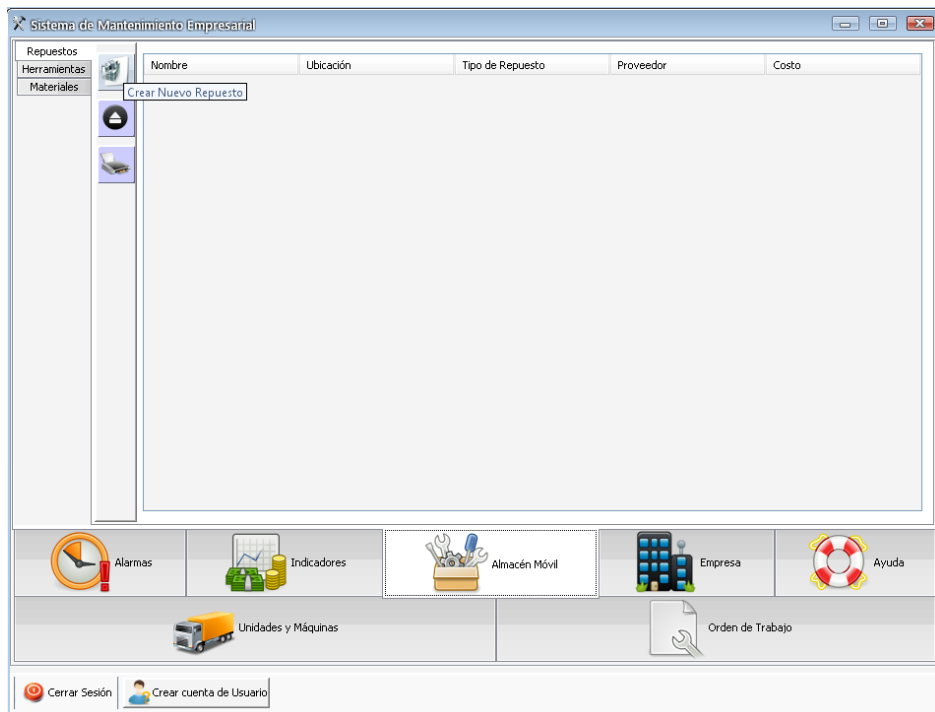 Sistema de Mantenimiento Empresarial
Repuestos
Herramientas
Materiales
Nombre Ubicación Tipo de Repuesto Proveedor Costo
Crear Nuevo Repuesto
Alarmas Indicadores Almacén Móvil Empresa Ayuda
Unidades y Máquinas Orden de Trabajo
Cerrar Sesión Crear cuenta de Usuario